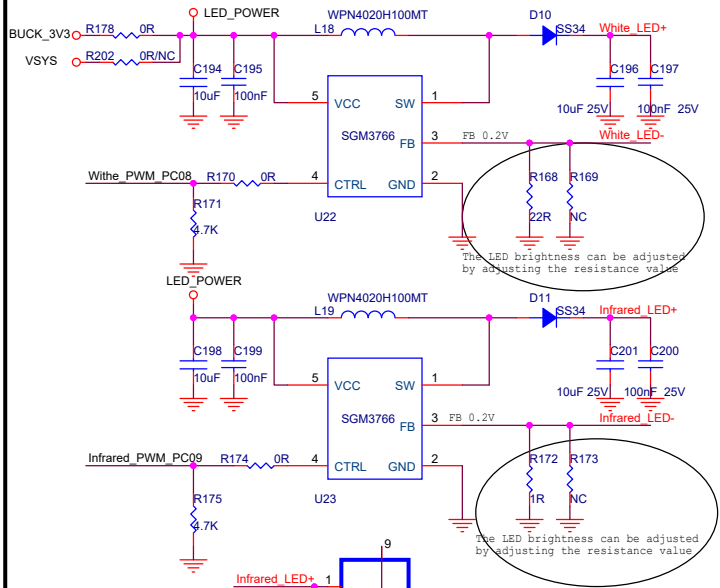 LED_POWER
BUCK_3V3 R178 0R
L18 WPN4020H100MT
D10
SS34
White_LED+
VSYS R202 0R/NC
C194
10uF
C195
100nF
C196
10uF 25V
C197
100nF 25V
5 VCC SW 1
SGM3766
FB 3 FB 0.2V
White_LED-
4 CTRL GND 2
U22
Withe_PWM_PC08 R170 0R
R171
4.7K
R168
22R
R169
NC
The LED brightness can be adjusted
by adjusting the resistance value
LED_POWER
L19 WPN4020H100MT
D11
SS34
Infrared_LED+
C198
10uF
C199
100nF
C201
10uF 25V
C200
100nF 25V
5 VCC SW 1
SGM3766
FB 3 FB 0.2V
Infrared_LED-
4 CTRL GND 2
U23
Infrared_PWM_PC09 R174 0R
R175
4.7K
R172
1R
R173
NC
The LED brightness can be adjusted
by adjusting the resistance value
9
Infrared_LED+ 1